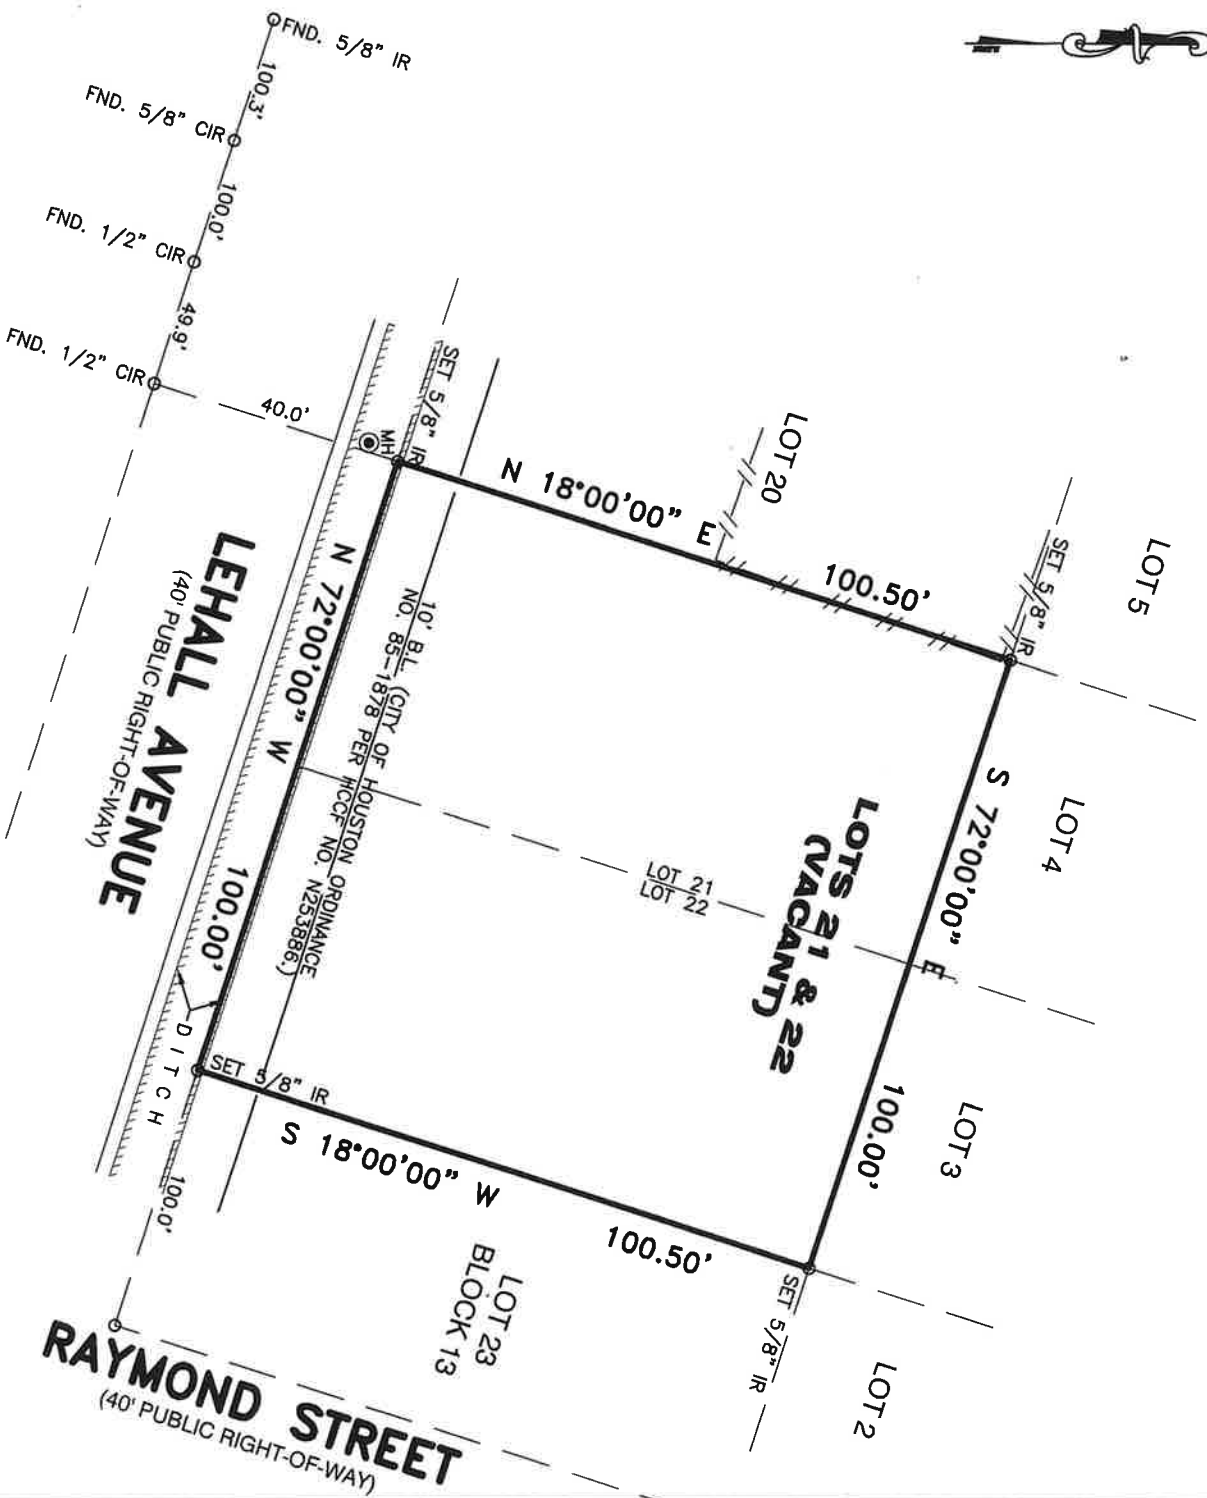 FND. 5/8" IR
100.3'
FND. 5/8" CIR
100.0'
FND. 1/2" CIR
49.9'
FND. 1/2" CIR
40.0'
MH
SET 5/8" IR
N 18°00'00" E
100.50'
LOT 20
SET 5/8" IR
LOT 5
LOT 4
S 72°00'00" E
100.00'
LOT 3
LOTS 21 & 22
(VACANT)
LOT 21
LOT 22
10' B.L. (CITY OF HOUSTON ORDINANCE
NO. 85-1878 PER HCCF NO. N253886.)
N 72°00'00" W
100.00'
LEHALL AVENUE
(40' PUBLIC RIGHT-OF-WAY)
DITCH
SET 5/8" IR
S 18°00'00" W
100.50'
SET 5/8" IR
LOT 2
LOT 23
BLOCK 13
100.0'
RAYMOND STREET
(40' PUBLIC RIGHT-OF-WAY)